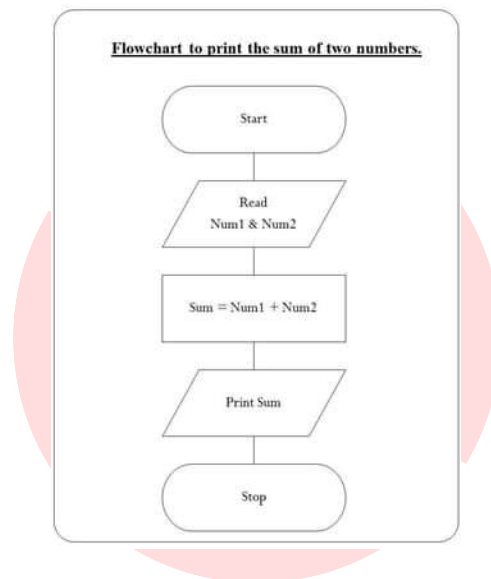 Flowchart to print the sum of two numbers.
Start
Read
Num1 & Num2
Sum = Num1 + Num2
Print Sum
Stop